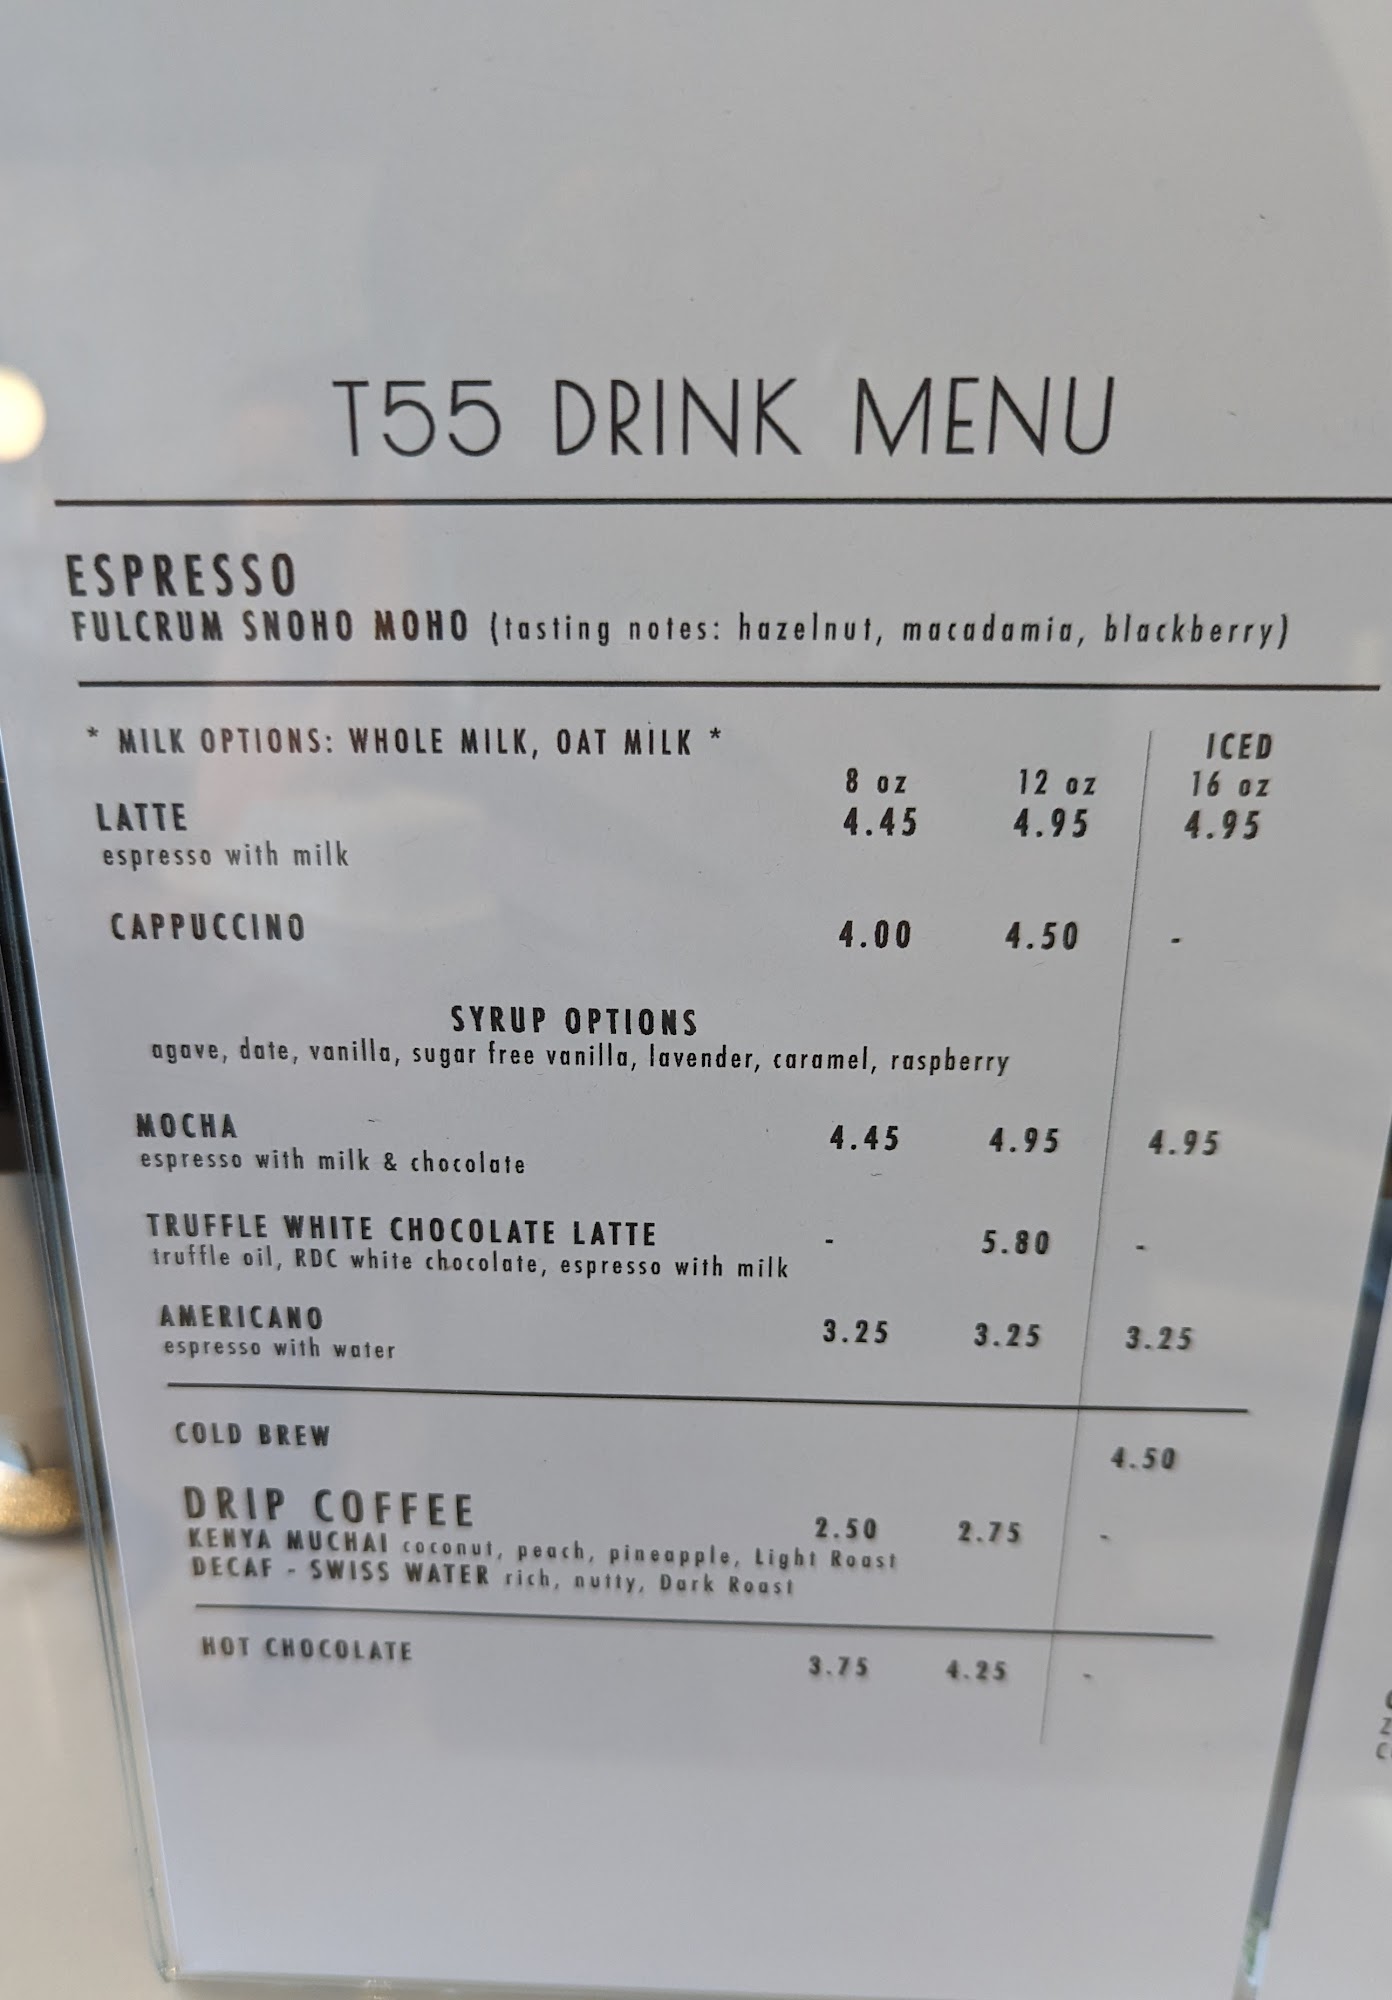 T55 DRINK MENU
ESPRESSO
FULCRUM SNOHO MOHO (tasting notes: hazelnut, macadamia, blackberry)
* MILK OPTIONS: WHOLE MILK, OAT MILK *
ICED
8 oz 12 oz 16 oz
LATTE 4.45 4.95 4.95
espresso with milk
CAPPUCCINO 4.00 4.50 -
SYRUP OPTIONS
agave, date, vanilla, sugar free vanilla, lavender, caramel, raspberry
MOCHA 4.45 4.95 4.95
espresso with milk & chocolate
TRUFFLE WHITE CHOCOLATE LATTE - 5.80 -
truffle oil, RDC white chocolate, espresso with milk
AMERICANO 3.25 3.25 3.25
espresso with water
COLD BREW 4.50
DRIP COFFEE 2.50 2.75 -
KENYA MUCHAI coconut, peach, pineapple, Light Roast
DECAF - SWISS WATER rich, nutty, Dark Roast
HOT CHOCOLATE 3.75 4.25 -